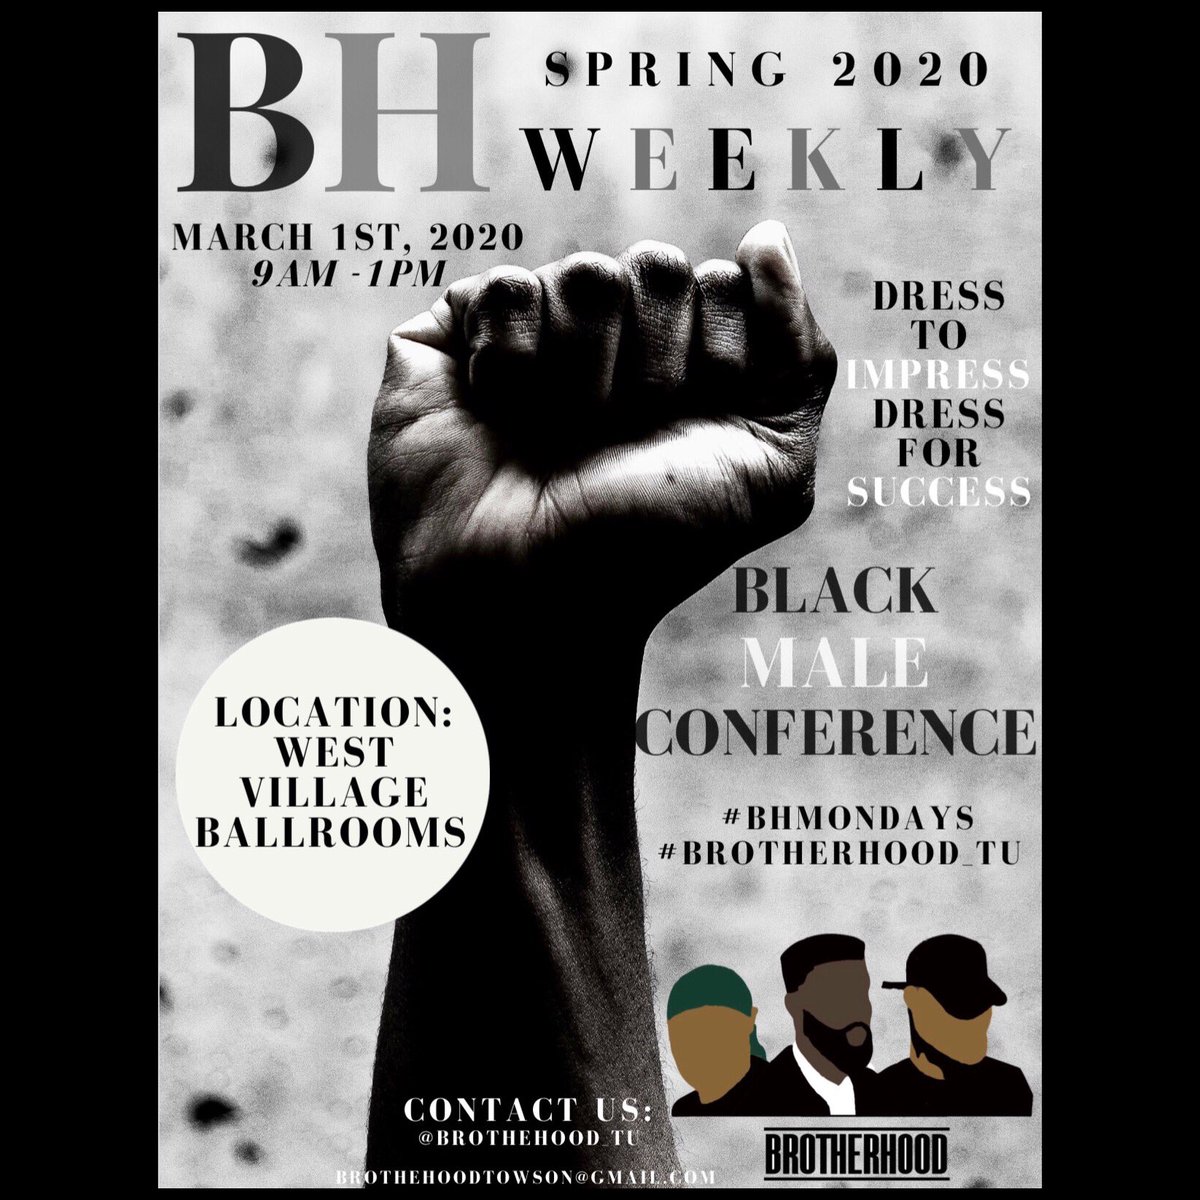 BH
SPRING 2020
WEEKLY
MARCH 1ST, 2020
9AM -1PM
DRESS
TO
IMPRESS
DRESS
FOR
SUCCESS
BLACK
MALE
CONFERENCE
LOCATION:
WEST
VILLAGE
BALLROOMS
#BHMONDAYS
#BROTHERHOOD_TU
CONTACT US:
@BROTHEHOOD_TU
BROTHEHOODTOWSON@GMAIL.COM
BROTHERHOOD